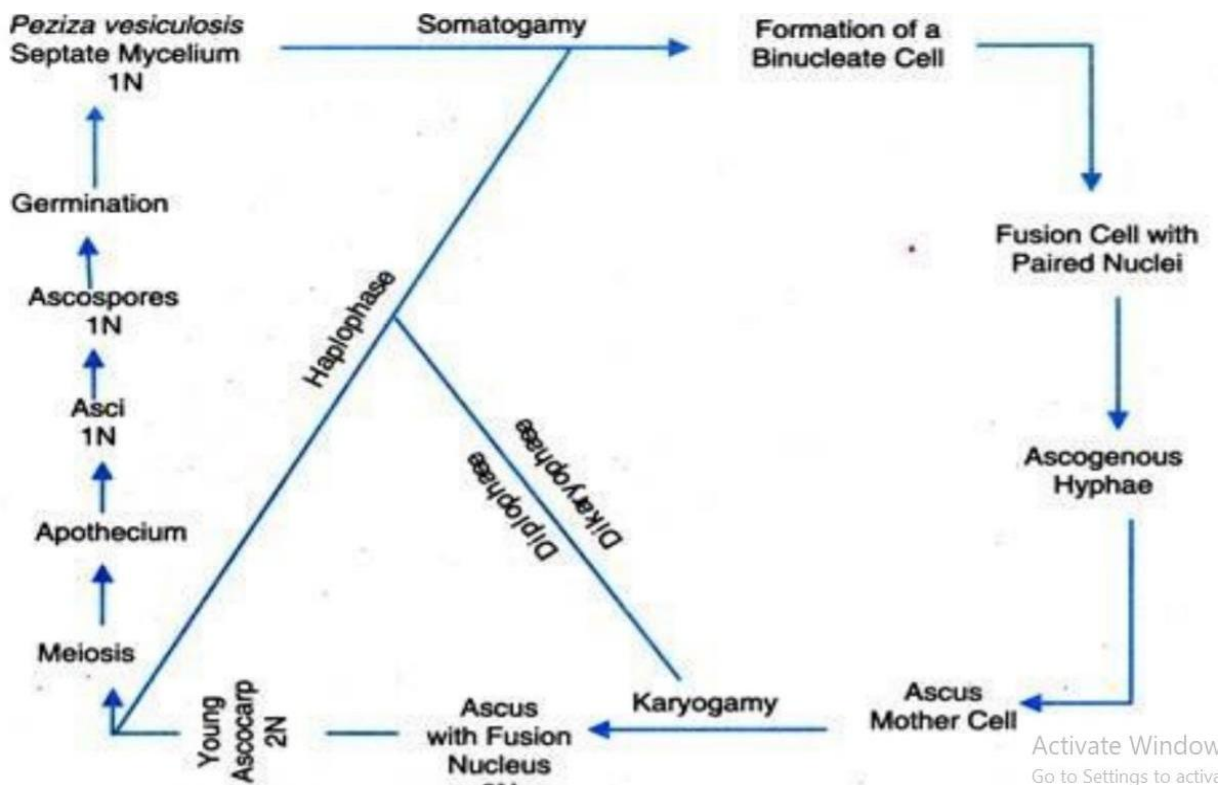 Peziza vesiculosis
Septate Mycelium
1N
Somatogamy
Formation of a
Binucleate Cell
Fusion Cell with
Paired Nuclei
Ascogenous
Hyphae
Ascus
Mother Cell
Karyogamy
Ascus
with Fusion
Nucleus
Young
Ascocarp
2N
Meiosis
Apothecium
Asci
1N
Ascospores
1N
Germination
Haplophase
Diplophase
Dikaryophase
Activate Window
Go to Settings to activa